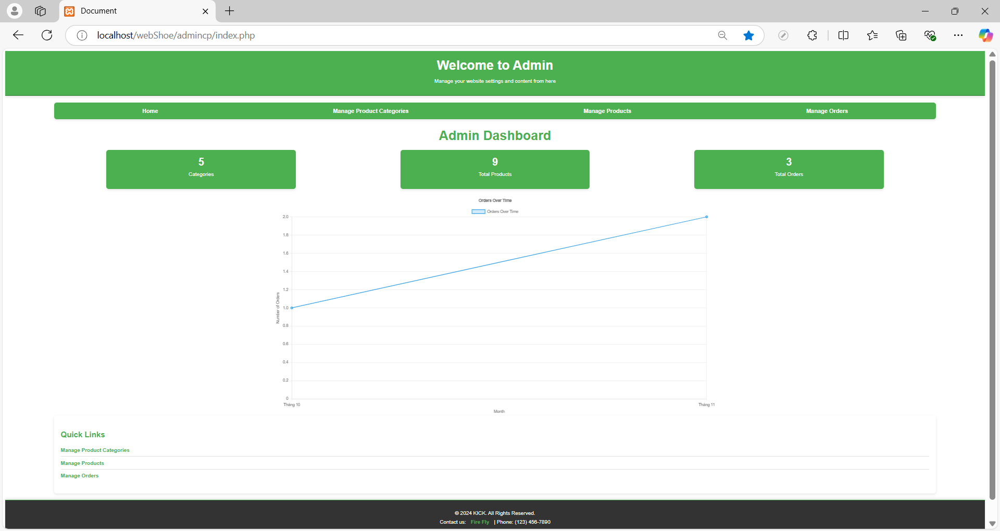 Document
localhost/webShoe/admincp/index.php
Welcome to Admin
Manage your website settings and content from here
Home Manage Product Categories Manage Products Manage Orders
Admin Dashboard
5 9 3
Categories Total Products Total Orders
Orders Over Time
Orders Over Time
2.0
1.8
1.6
1.4
1.2
1.0
0.8
0.6
0.4
0.2
0
Number of Orders
Tháng 10 Tháng 11
Month
Quick Links
Manage Product Categories
Manage Products
Manage Orders
© 2024 KICK. All Rights Reserved.
Contact us: Fire Fly | Phone: (123) 456-7890